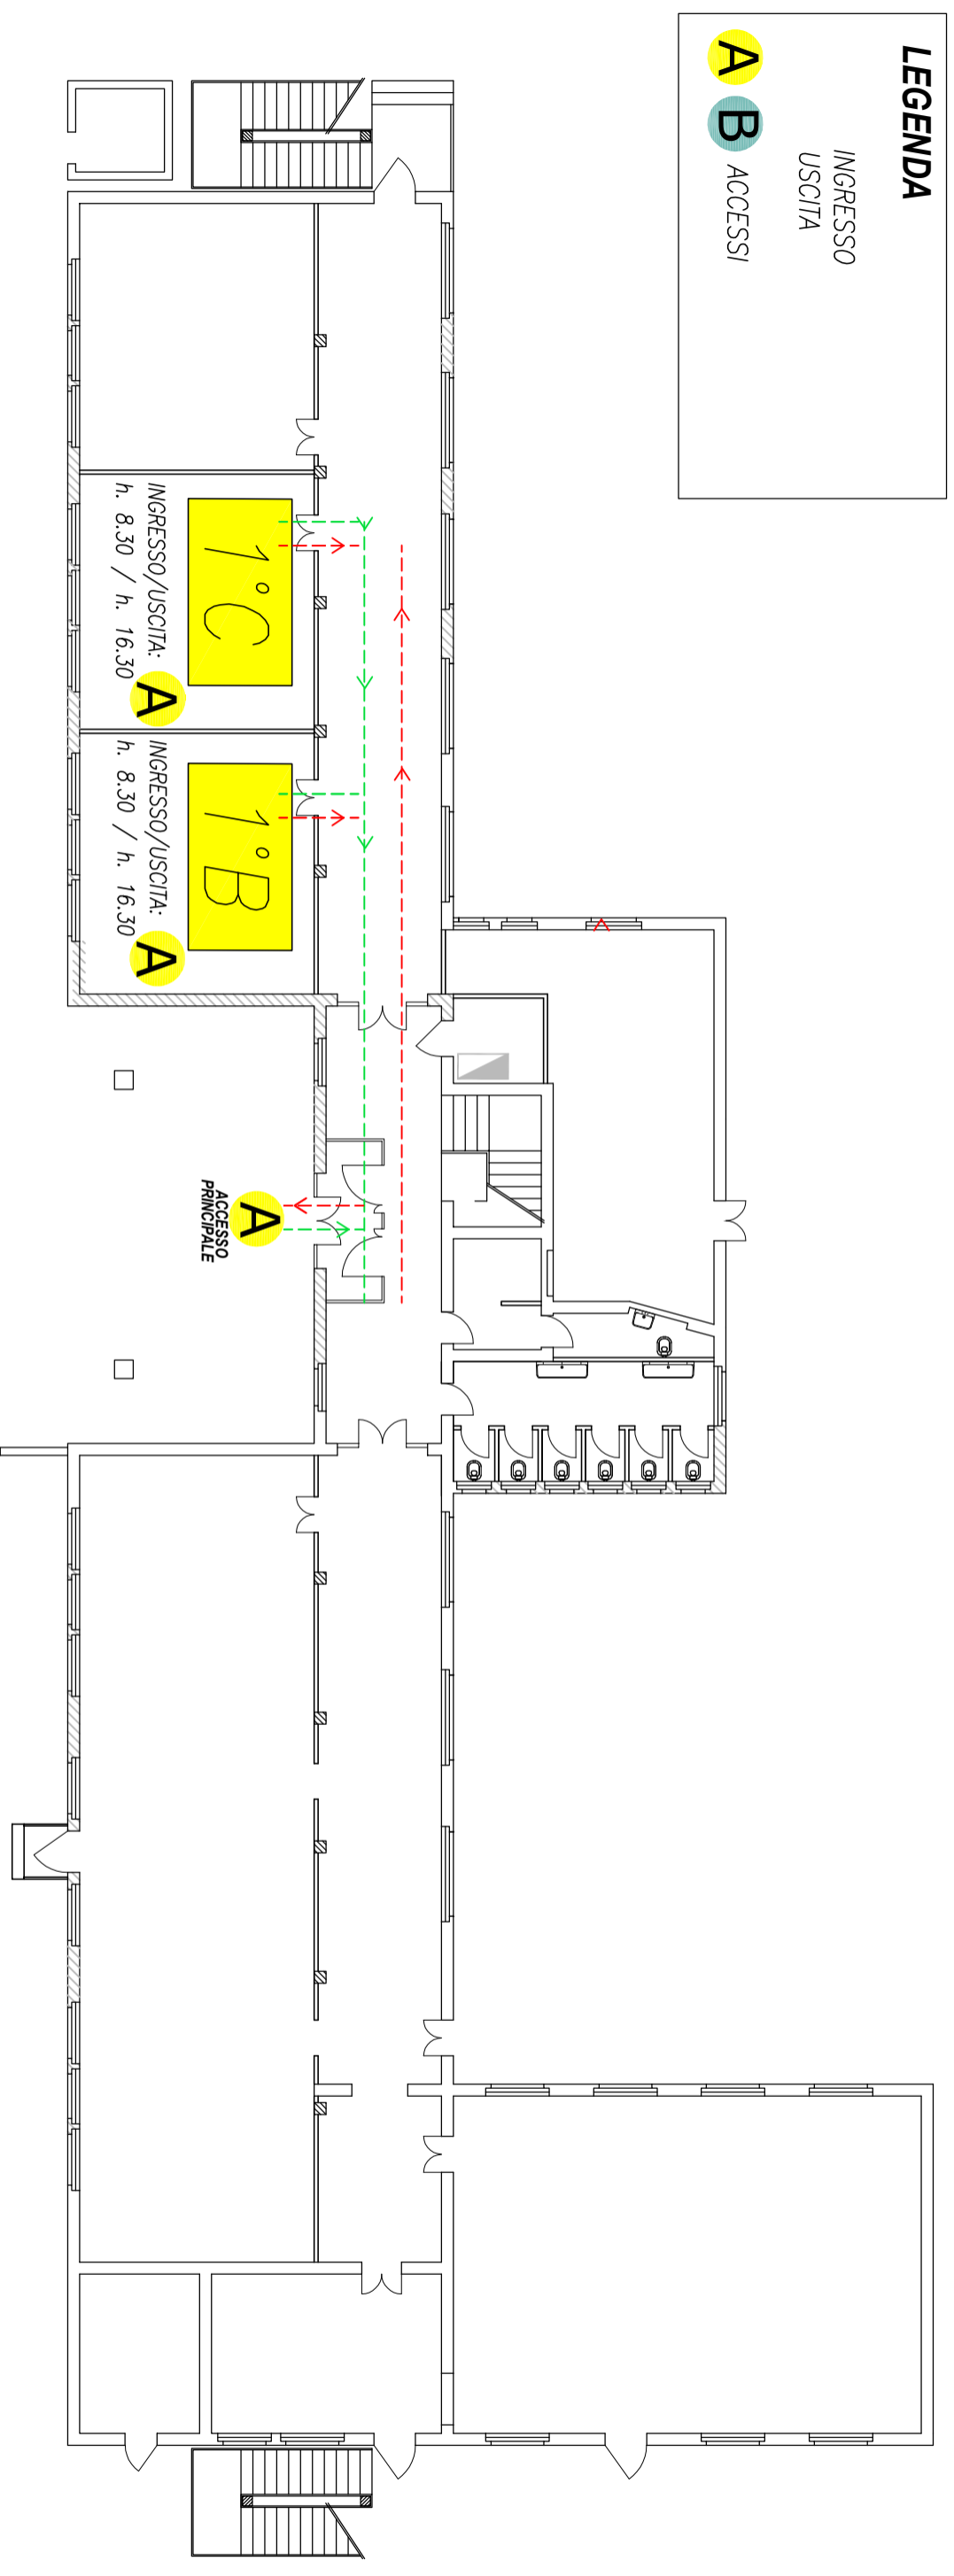 LEGENDA
INGRESSO
USCITA
A B ACCESSI
1°C
INGRESSO/USCITA:
h. 8.30 / h. 16.30
A
1°B
INGRESSO/USCITA:
h. 8.30 / h. 16.30
A
A
ACCESSO
PRINCIPALE